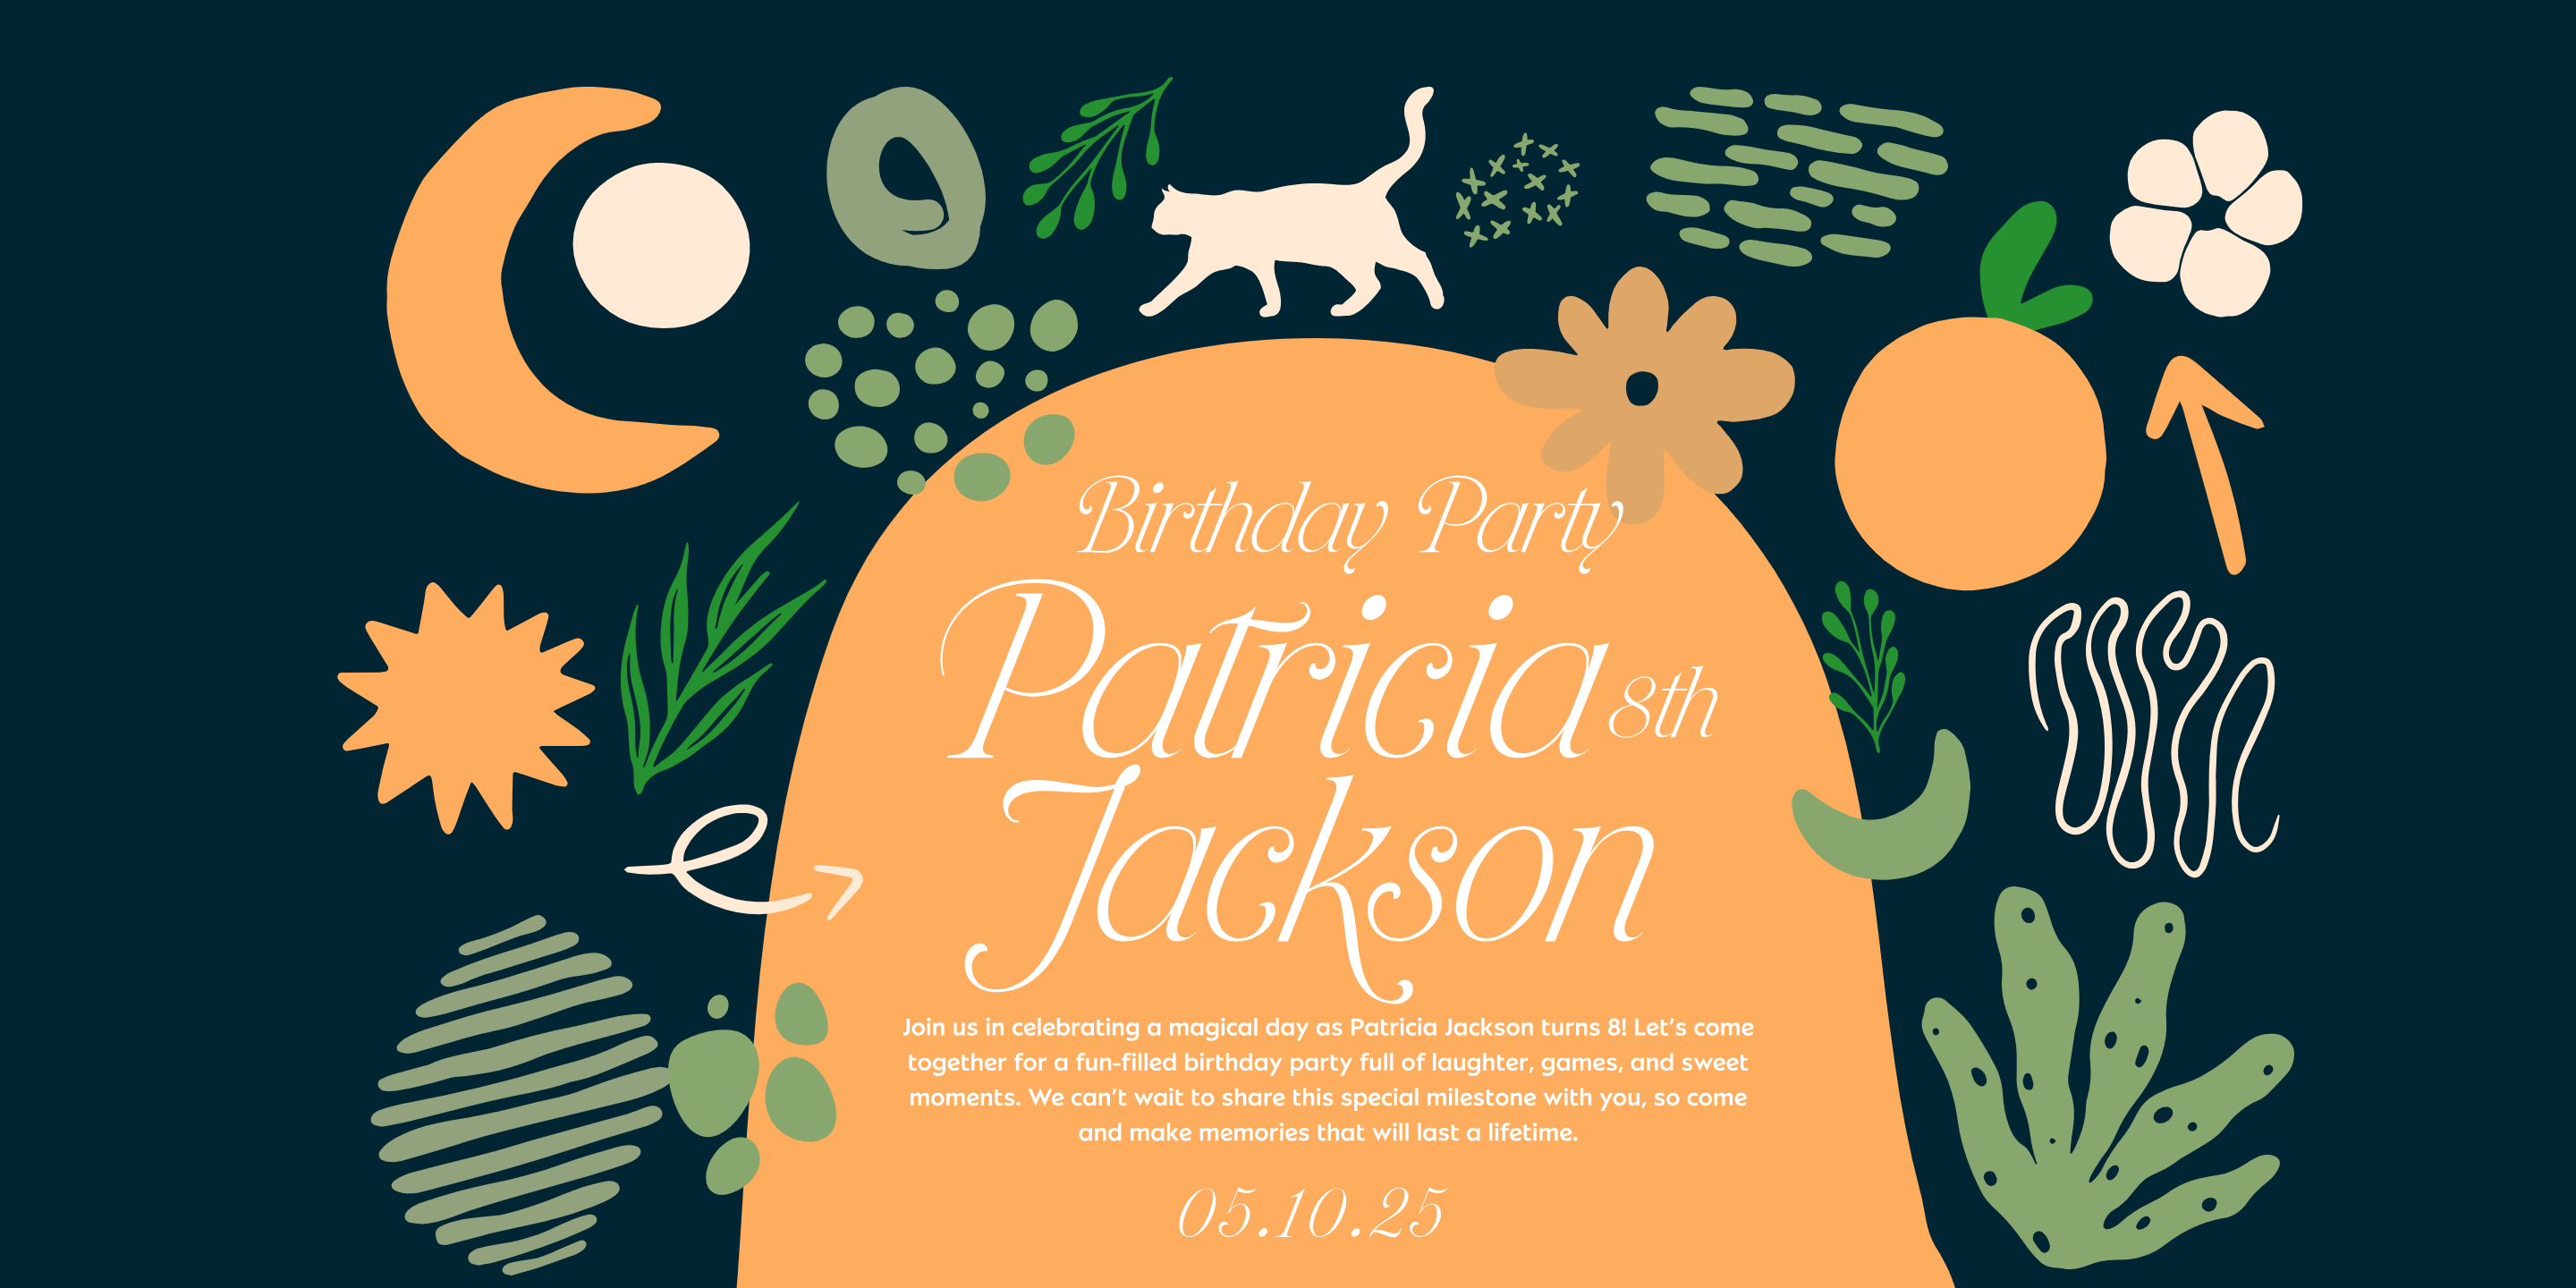 Birthday Party
Patricia 8th
Jackson
Join us in celebrating a magical day as Patricia Jackson turns 8! Let’s come
together for a fun-filled birthday party full of laughter, games, and sweet
moments. We can’t wait to share this special milestone with you, so come
and make memories that will last a lifetime.
05.10.25